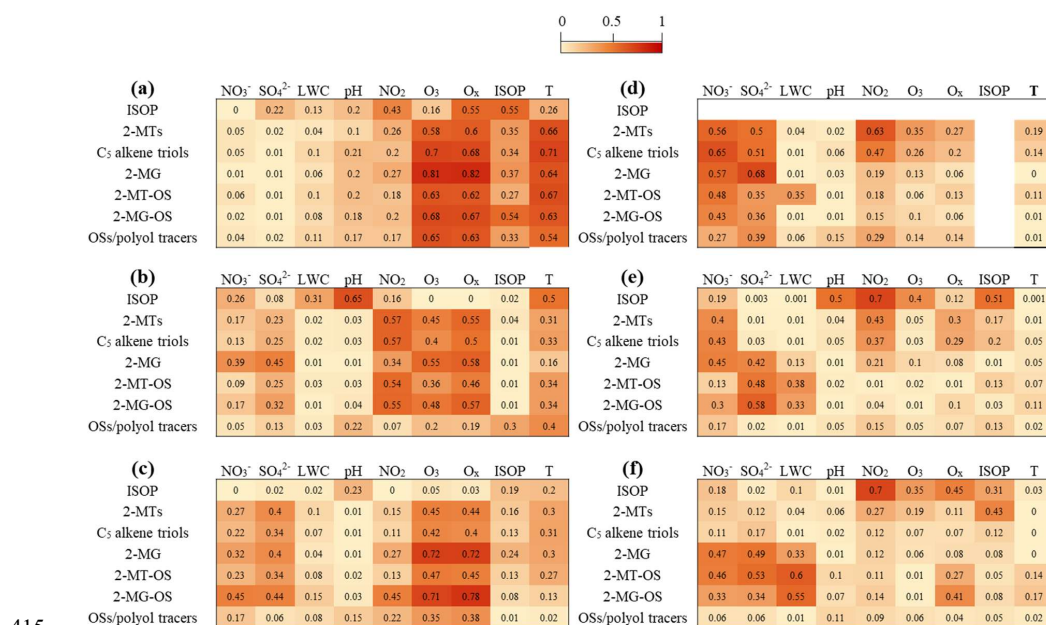 0 0.5 1
(a) NO₃⁻ SO₄²⁻ LWC pH NO₂ O₃ Oₓ ISOP T
ISOP 0 0.22 0.13 0.2 0.43 0.16 0.55 0.55 0.26
2-MTs 0.05 0.02 0.04 0.1 0.26 0.58 0.6 0.35 0.66
C₅ alkene triols 0.05 0.01 0.1 0.21 0.2 0.7 0.68 0.34 0.71
2-MG 0.01 0.01 0.06 0.2 0.27 0.81 0.82 0.37 0.64
2-MT-OS 0.06 0.01 0.1 0.2 0.18 0.63 0.62 0.27 0.67
2-MG-OS 0.02 0.01 0.08 0.18 0.2 0.68 0.67 0.54 0.63
OSs/polyol tracers 0.04 0.02 0.11 0.17 0.17 0.65 0.63 0.33 0.54
(b) NO₃⁻ SO₄²⁻ LWC pH NO₂ O₃ Oₓ ISOP T
ISOP 0.26 0.08 0.31 0.65 0.16 0 0 0.02 0.5
2-MTs 0.17 0.23 0.02 0.03 0.57 0.45 0.55 0.04 0.31
C₅ alkene triols 0.13 0.25 0.02 0.03 0.57 0.4 0.5 0.01 0.33
2-MG 0.39 0.45 0.01 0.01 0.34 0.55 0.58 0.01 0.16
2-MT-OS 0.09 0.25 0.03 0.03 0.54 0.36 0.46 0.01 0.34
2-MG-OS 0.17 0.32 0.01 0.04 0.55 0.48 0.57 0.01 0.34
OSs/polyol tracers 0.05 0.13 0.03 0.22 0.07 0.2 0.19 0.3 0.4
(c) NO₃⁻ SO₄²⁻ LWC pH NO₂ O₃ Oₓ ISOP T
ISOP 0 0.02 0.02 0.23 0 0.05 0.03 0.19 0.2
2-MTs 0.27 0.4 0.1 0.01 0.15 0.45 0.44 0.16 0.3
C₅ alkene triols 0.22 0.34 0.07 0.01 0.11 0.42 0.4 0.13 0.31
2-MG 0.32 0.4 0.04 0.01 0.27 0.72 0.72 0.24 0.3
2-MT-OS 0.23 0.34 0.08 0.02 0.13 0.47 0.45 0.13 0.27
2-MG-OS 0.45 0.44 0.15 0.03 0.45 0.71 0.78 0.08 0.13
OSs/polyol tracers 0.17 0.06 0.08 0.15 0.22 0.35 0.38 0.01 0.02
(d) NO₃⁻ SO₄²⁻ LWC pH NO₂ O₃ Oₓ ISOP T
ISOP
2-MTs 0.56 0.5 0.04 0.02 0.63 0.35 0.27 0.19
C₅ alkene triols 0.65 0.51 0.01 0.06 0.47 0.26 0.2 0.14
2-MG 0.57 0.68 0.01 0.03 0.19 0.13 0.06 0
2-MT-OS 0.48 0.35 0.35 0.01 0.18 0.06 0.13 0.11
2-MG-OS 0.43 0.36 0.01 0.01 0.15 0.1 0.06 0.01
OSs/polyol tracers 0.27 0.39 0.06 0.15 0.29 0.14 0.14 0.01
(e) NO₃⁻ SO₄²⁻ LWC pH NO₂ O₃ Oₓ ISOP T
ISOP 0.19 0.003 0.001 0.5 0.7 0.4 0.12 0.51 0.001
2-MTs 0.4 0.01 0.01 0.04 0.43 0.05 0.3 0.17 0.01
C₅ alkene triols 0.43 0.03 0.01 0.05 0.37 0.03 0.29 0.2 0.05
2-MG 0.45 0.42 0.13 0.01 0.21 0.1 0.08 0.01 0.05
2-MT-OS 0.13 0.48 0.38 0.02 0.01 0.02 0.01 0.13 0.07
2-MG-OS 0.3 0.58 0.33 0.01 0.04 0.01 0.1 0.03 0.11
OSs/polyol tracers 0.17 0.02 0.01 0.05 0.15 0.05 0.07 0.13 0.02
(f) NO₃⁻ SO₄²⁻ LWC pH NO₂ O₃ Oₓ ISOP T
ISOP 0.18 0.02 0.1 0.01 0.7 0.35 0.45 0.31 0.03
2-MTs 0.15 0.12 0.04 0.06 0.27 0.19 0.11 0.43 0
C₅ alkene triols 0.11 0.17 0.01 0.02 0.12 0.07 0.07 0.12 0
2-MG 0.47 0.49 0.33 0.01 0.12 0.06 0.08 0.08 0
2-MT-OS 0.46 0.53 0.6 0.1 0.11 0.01 0.27 0.05 0.14
2-MG-OS 0.33 0.34 0.55 0.07 0.14 0.01 0.41 0.08 0.17
OSs/polyol tracers 0.06 0.06 0.01 0.11 0.09 0.06 0.04 0.05 0.02